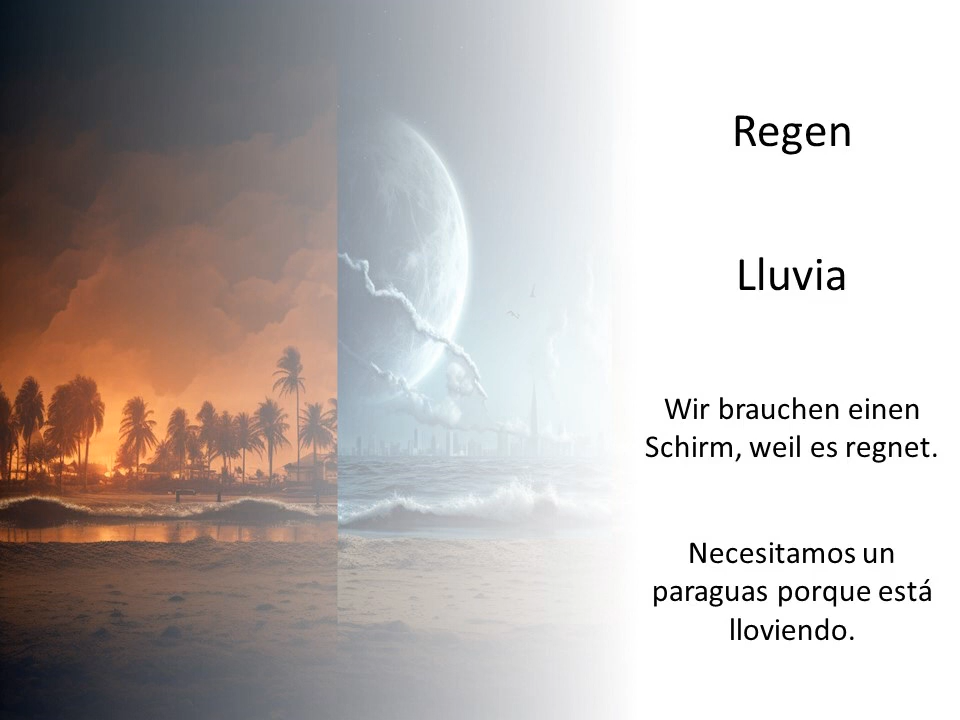 Regen
Lluvia
Wir brauchen einen
Schirm, weil es regnet.
Necesitamos un
paraguas porque está
lloviendo.